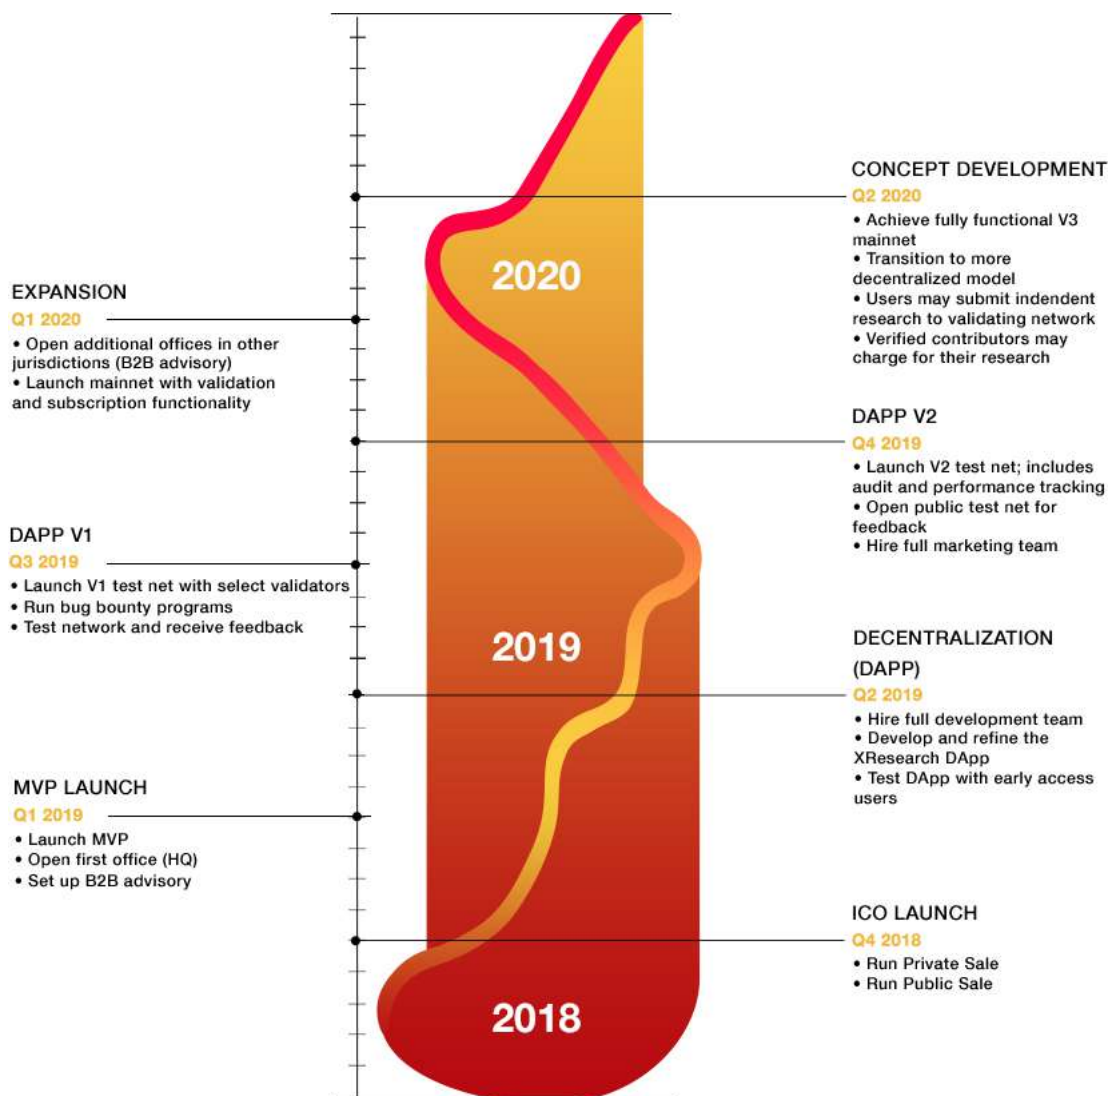 CONCEPT DEVELOPMENT
Q2 2020
• Achieve fully functional V3
mainnet
• Transition to more
decentralized model
• Users may submit indendent
research to validating network
• Verified contributors may
charge for their research
2020
EXPANSION
Q1 2020
• Open additional offices in other
jurisdictions (B2B advisory)
• Launch mainnet with validation
and subscription functionality
DAPP V2
Q4 2019
• Launch V2 test net; includes
audit and performance tracking
• Open public test net for
feedback
• Hire full marketing team
DAPP V1
Q3 2019
• Launch V1 test net with select validators
• Run bug bounty programs
• Test network and receive feedback
2019
DECENTRALIZATION
(DAPP)
Q2 2019
• Hire full development team
• Develop and refine the
XResearch DApp
• Test DApp with early access
users
MVP LAUNCH
Q1 2019
• Launch MVP
• Open first office (HQ)
• Set up B2B advisory
ICO LAUNCH
Q4 2018
• Run Private Sale
• Run Public Sale
2018